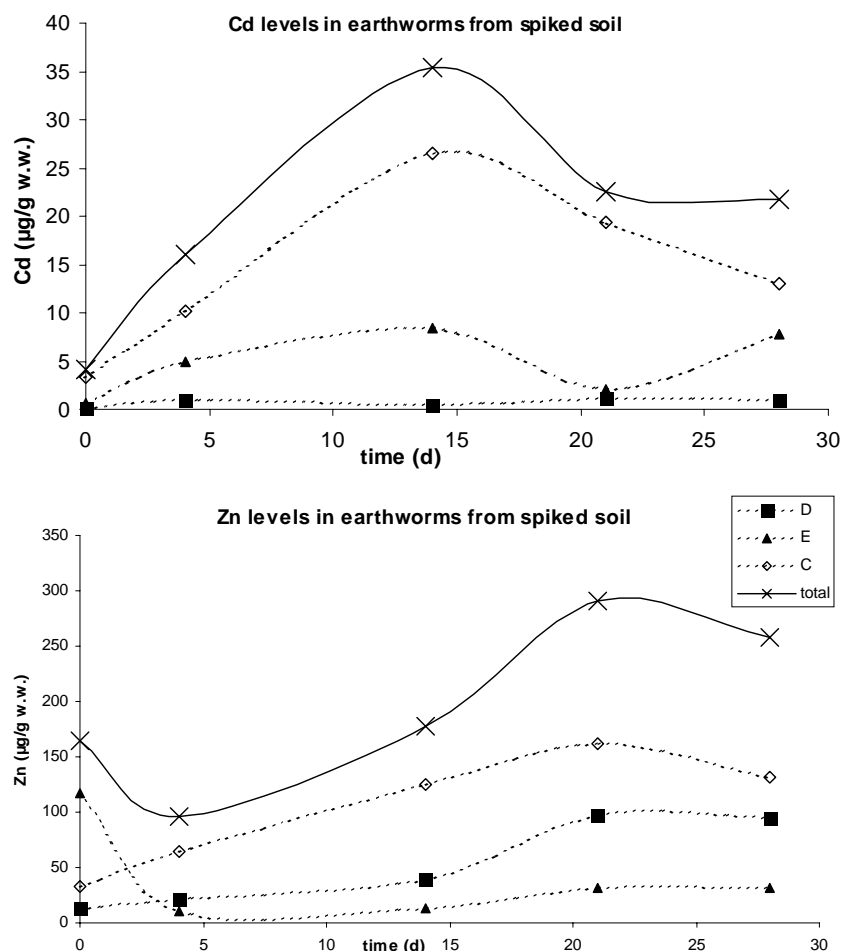 Cd levels in earthworms from spiked soil
40
35
30
25
20
15
10
5
0
Cd (µg/g w.w.)
0 5 10 15 20 25 30
time (d)
Zn levels in earthworms from spiked soil
350
300
250
200
150
100
50
0
Zn (µg/g w.w.)
D
E
C
total
0 5 10 15 20 25 30
time (d)